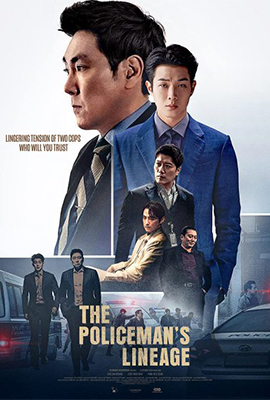 LINGERING TENSION OF TWO COPS
WHO WILL YOU TRUST
THE
POLICEMAN'S
LINEAGE